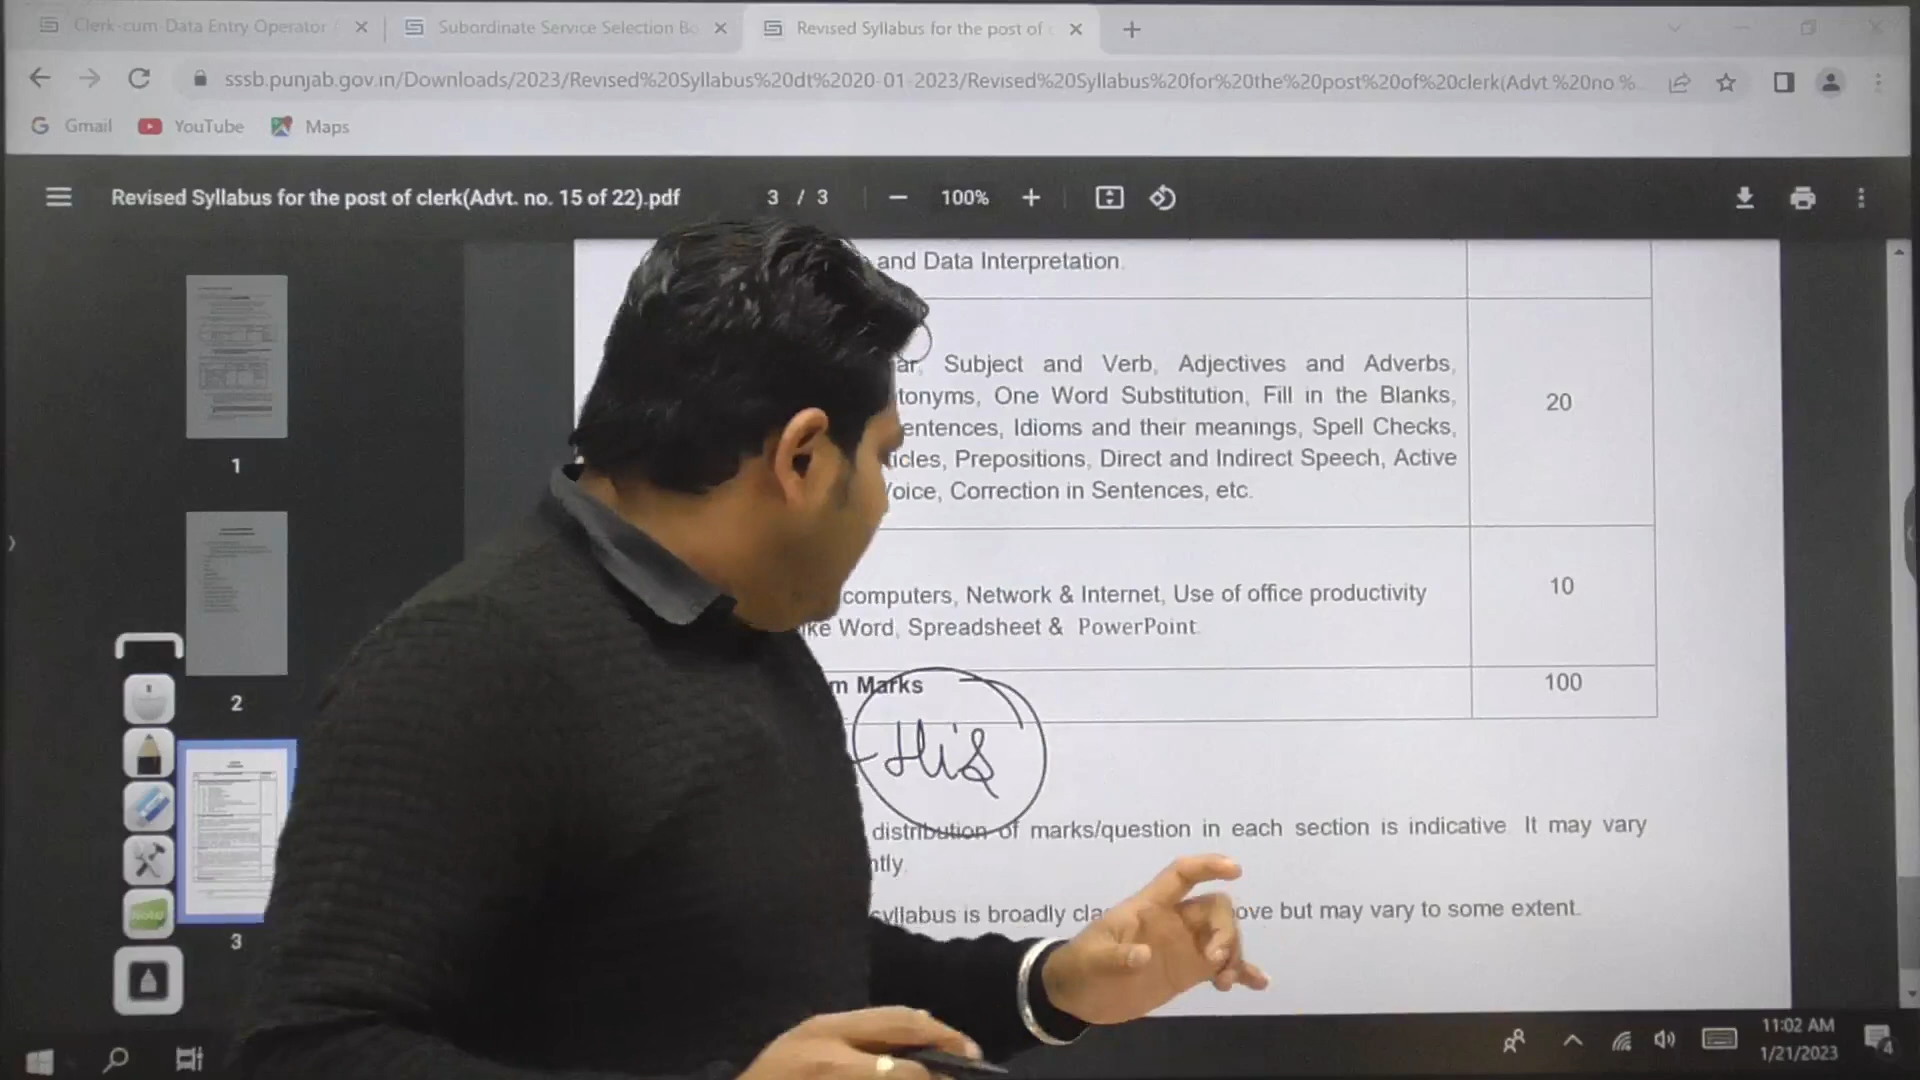 Clerk-cum Data Entry Operator
Subordinate Service Selection Bo
Revised Syllabus for the post of c
sssb.punjab.gov.in/Downloads/2023/Revised%20Syllabus%20dt%2020-01-2023/Revised%20Syllabus%20for%20the%20post%20of%20clerk(Advt.%20no.%
Gmail
YouTube
Maps
Revised Syllabus for the post of clerk(Advt. no. 15 of 22).pdf
3 / 3
100%
and Data Interpretation.
ar, Subject and Verb, Adjectives and Adverbs,
tonyms, One Word Substitution, Fill in the Blanks,
entences, Idioms and their meanings, Spell Checks,
icles, Prepositions, Direct and Indirect Speech, Active
Voice, Correction in Sentences, etc.
20
computers, Network & Internet, Use of office productivity
ike Word, Spreadsheet & PowerPoint.
10
m Marks
100
His
distribution of marks/question in each section is indicative. It may vary
ntly.
syllabus is broadly cla
ove but may vary to some extent.
1
2
3
Note
11:02 AM
1/21/2023
4